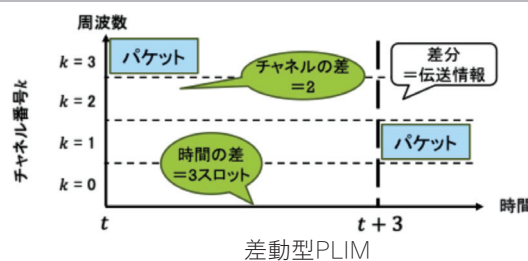 周波数
チャネル番号k
k = 3
k = 2
k = 1
k = 0
パケット
チャネルの差
=2
差分
=伝送情報
パケット
時間の差
=3スロット
時間
t
t + 3
差動型PLIM